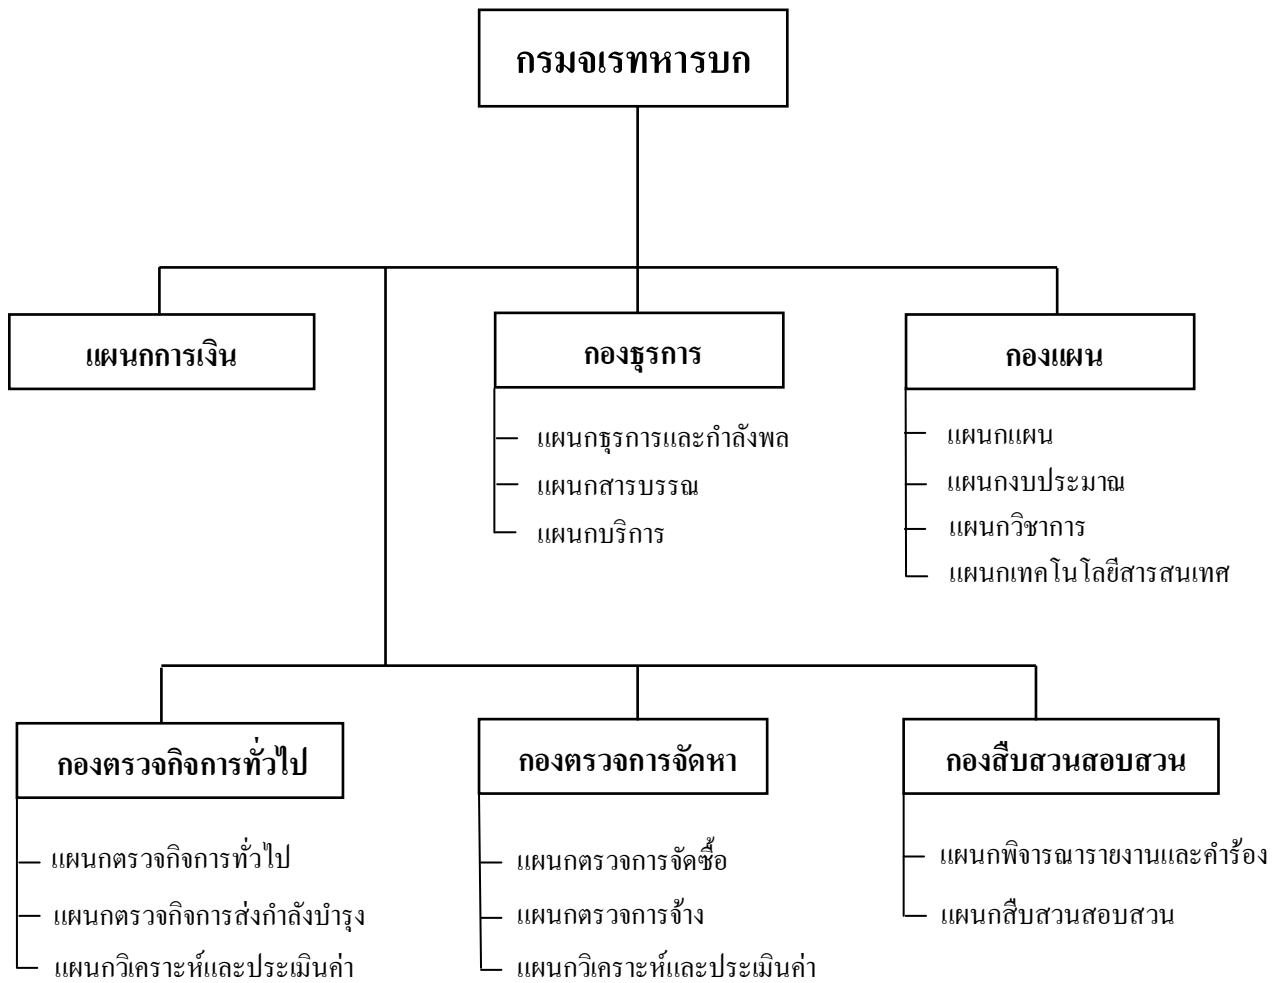 กรมจเรทหารบก
แผนกการเงิน
กองธุรการ
แผนกธุรการและกำลังพล
แผนกสารบรรณ
แผนกบริการ
กองแผน
แผนกแผน
แผนกงบประมาณ
แผนกวิชาการ
แผนกเทคโนโลยีสารสนเทศ
กองตรวจกิจการทั่วไป
แผนกตรวจกิจการทั่วไป
แผนกตรวจกิจการส่งกำลังบำรุง
แผนกวิเคราะห์และประเมินค่า
กองตรวจการจัดหา
แผนกตรวจการจัดซื้อ
แผนกตรวจการจ้าง
แผนกวิเคราะห์และประเมินค่า
กองสืบสวนสอบสวน
แผนกพิจารณารายงานและคำร้อง
แผนกสืบสวนสอบสวน